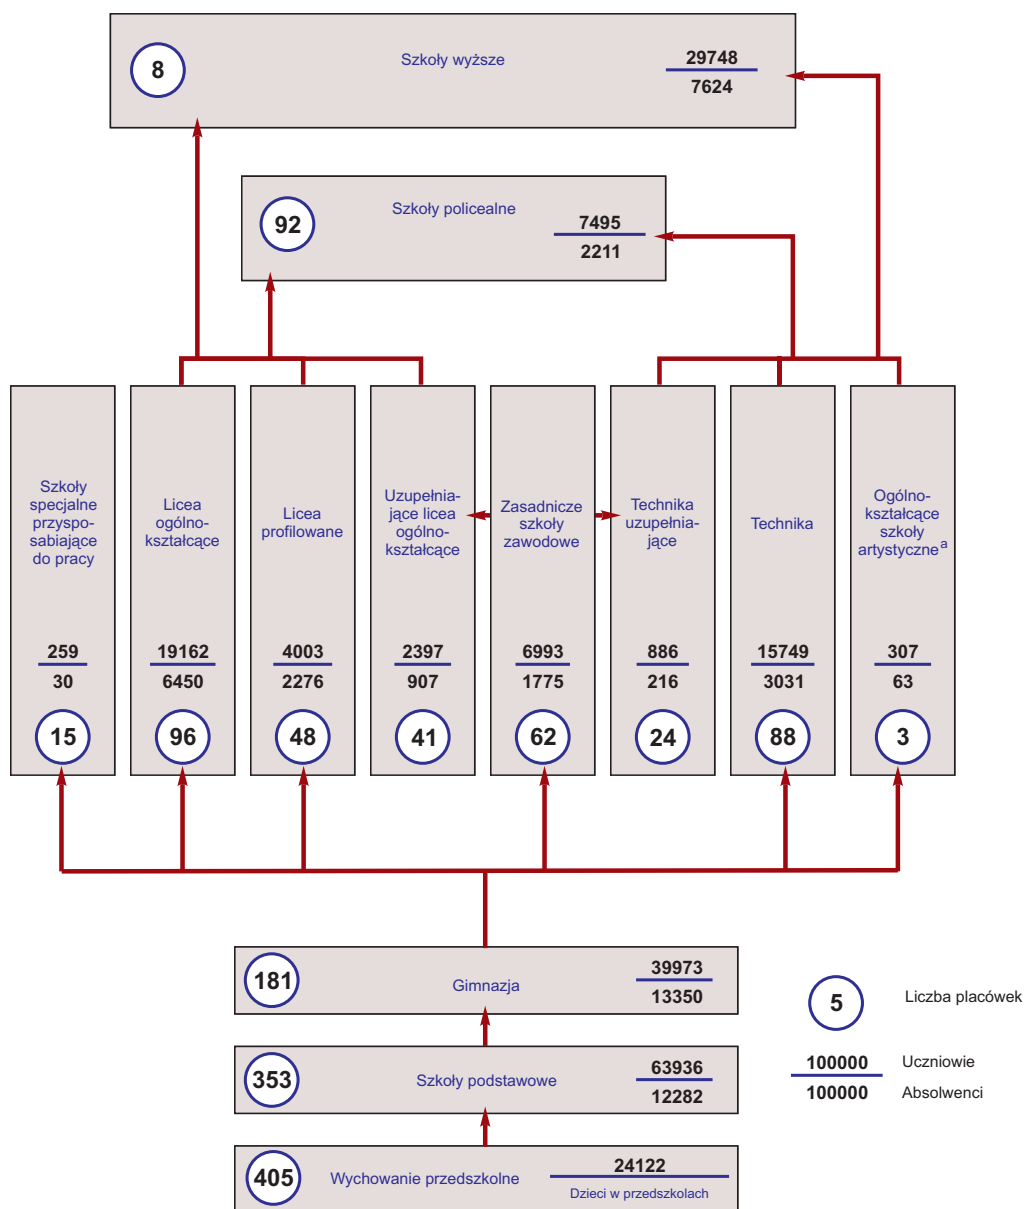 8
Szkoły wyższe
29748
7624
92
Szkoły policealne
7495
2211
Szkoły
specjalne
przyspo-
sabiające
do pracy
259
30
15
Licea
ogólno-
kształcące
19162
6450
96
Licea
profilowane
4003
2276
48
Uzupełnia-
jące licea
ogólno-
kształcące
2397
907
41
Zasadnicze
szkoły
zawodowe
6993
1775
62
Technika
uzupełnia-
jące
886
216
24
Technika
15749
3031
88
Ogólno-
kształcące
szkoły
artystyczne a
307
63
3
181
Gimnazja
39973
13350
353
Szkoły podstawowe
63936
12282
405
Wychowanie przedszkolne
24122
Dzieci w przedszkolach
5
Liczba placówek
100000
Uczniowie
100000
Absolwenci